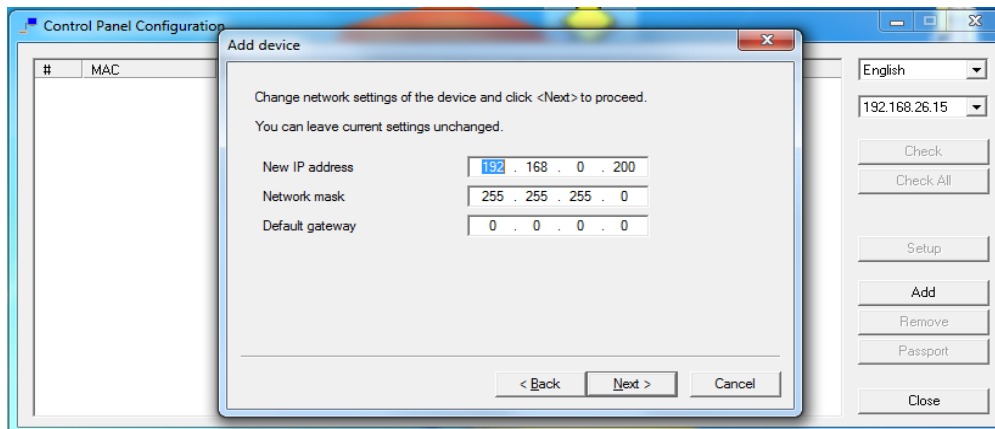 Control Panel Configuration
Add device
# MAC
English
Change network settings of the device and click <Next> to proceed.
192.168.26.15
You can leave current settings unchanged.
Check
New IP address 192 . 168 . 0 . 200
Check All
Network mask 255 . 255 . 255 . 0
Default gateway 0 . 0 . 0 . 0
Setup
Add
Remove
Passport
< Back Next > Cancel
Close